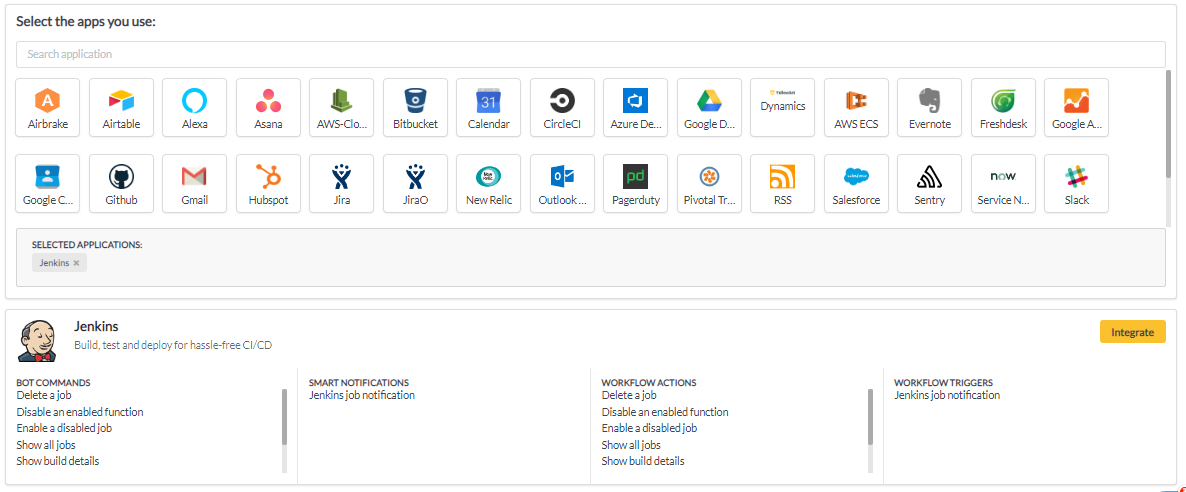 Select the apps you use:
Search application
Airbrake Airtable Alexa Asana AWS-Clo... Bitbucket 31 Calendar CircleCI Azure De... Google D... Dynamics AWS ECS Evernote Freshdesk Google A...
Google C... Github Gmail Hubspot Jira JiraO New Relic Outlook ... pd Pagerduty Pivotal Tr... RSS salesforce Salesforce Sentry now Service N... Slack
SELECTED APPLICATIONS:
Jenkins ×
Jenkins
Build, test and deploy for hassle-free CI/CD
Integrate
BOT COMMANDS
Delete a job
Disable an enabled function
Enable a disabled job
Show all jobs
Show build details
SMART NOTIFICATIONS
Jenkins job notification
WORKFLOW ACTIONS
Delete a job
Disable an enabled function
Enable a disabled job
Show all jobs
Show build details
WORKFLOW TRIGGERS
Jenkins job notification